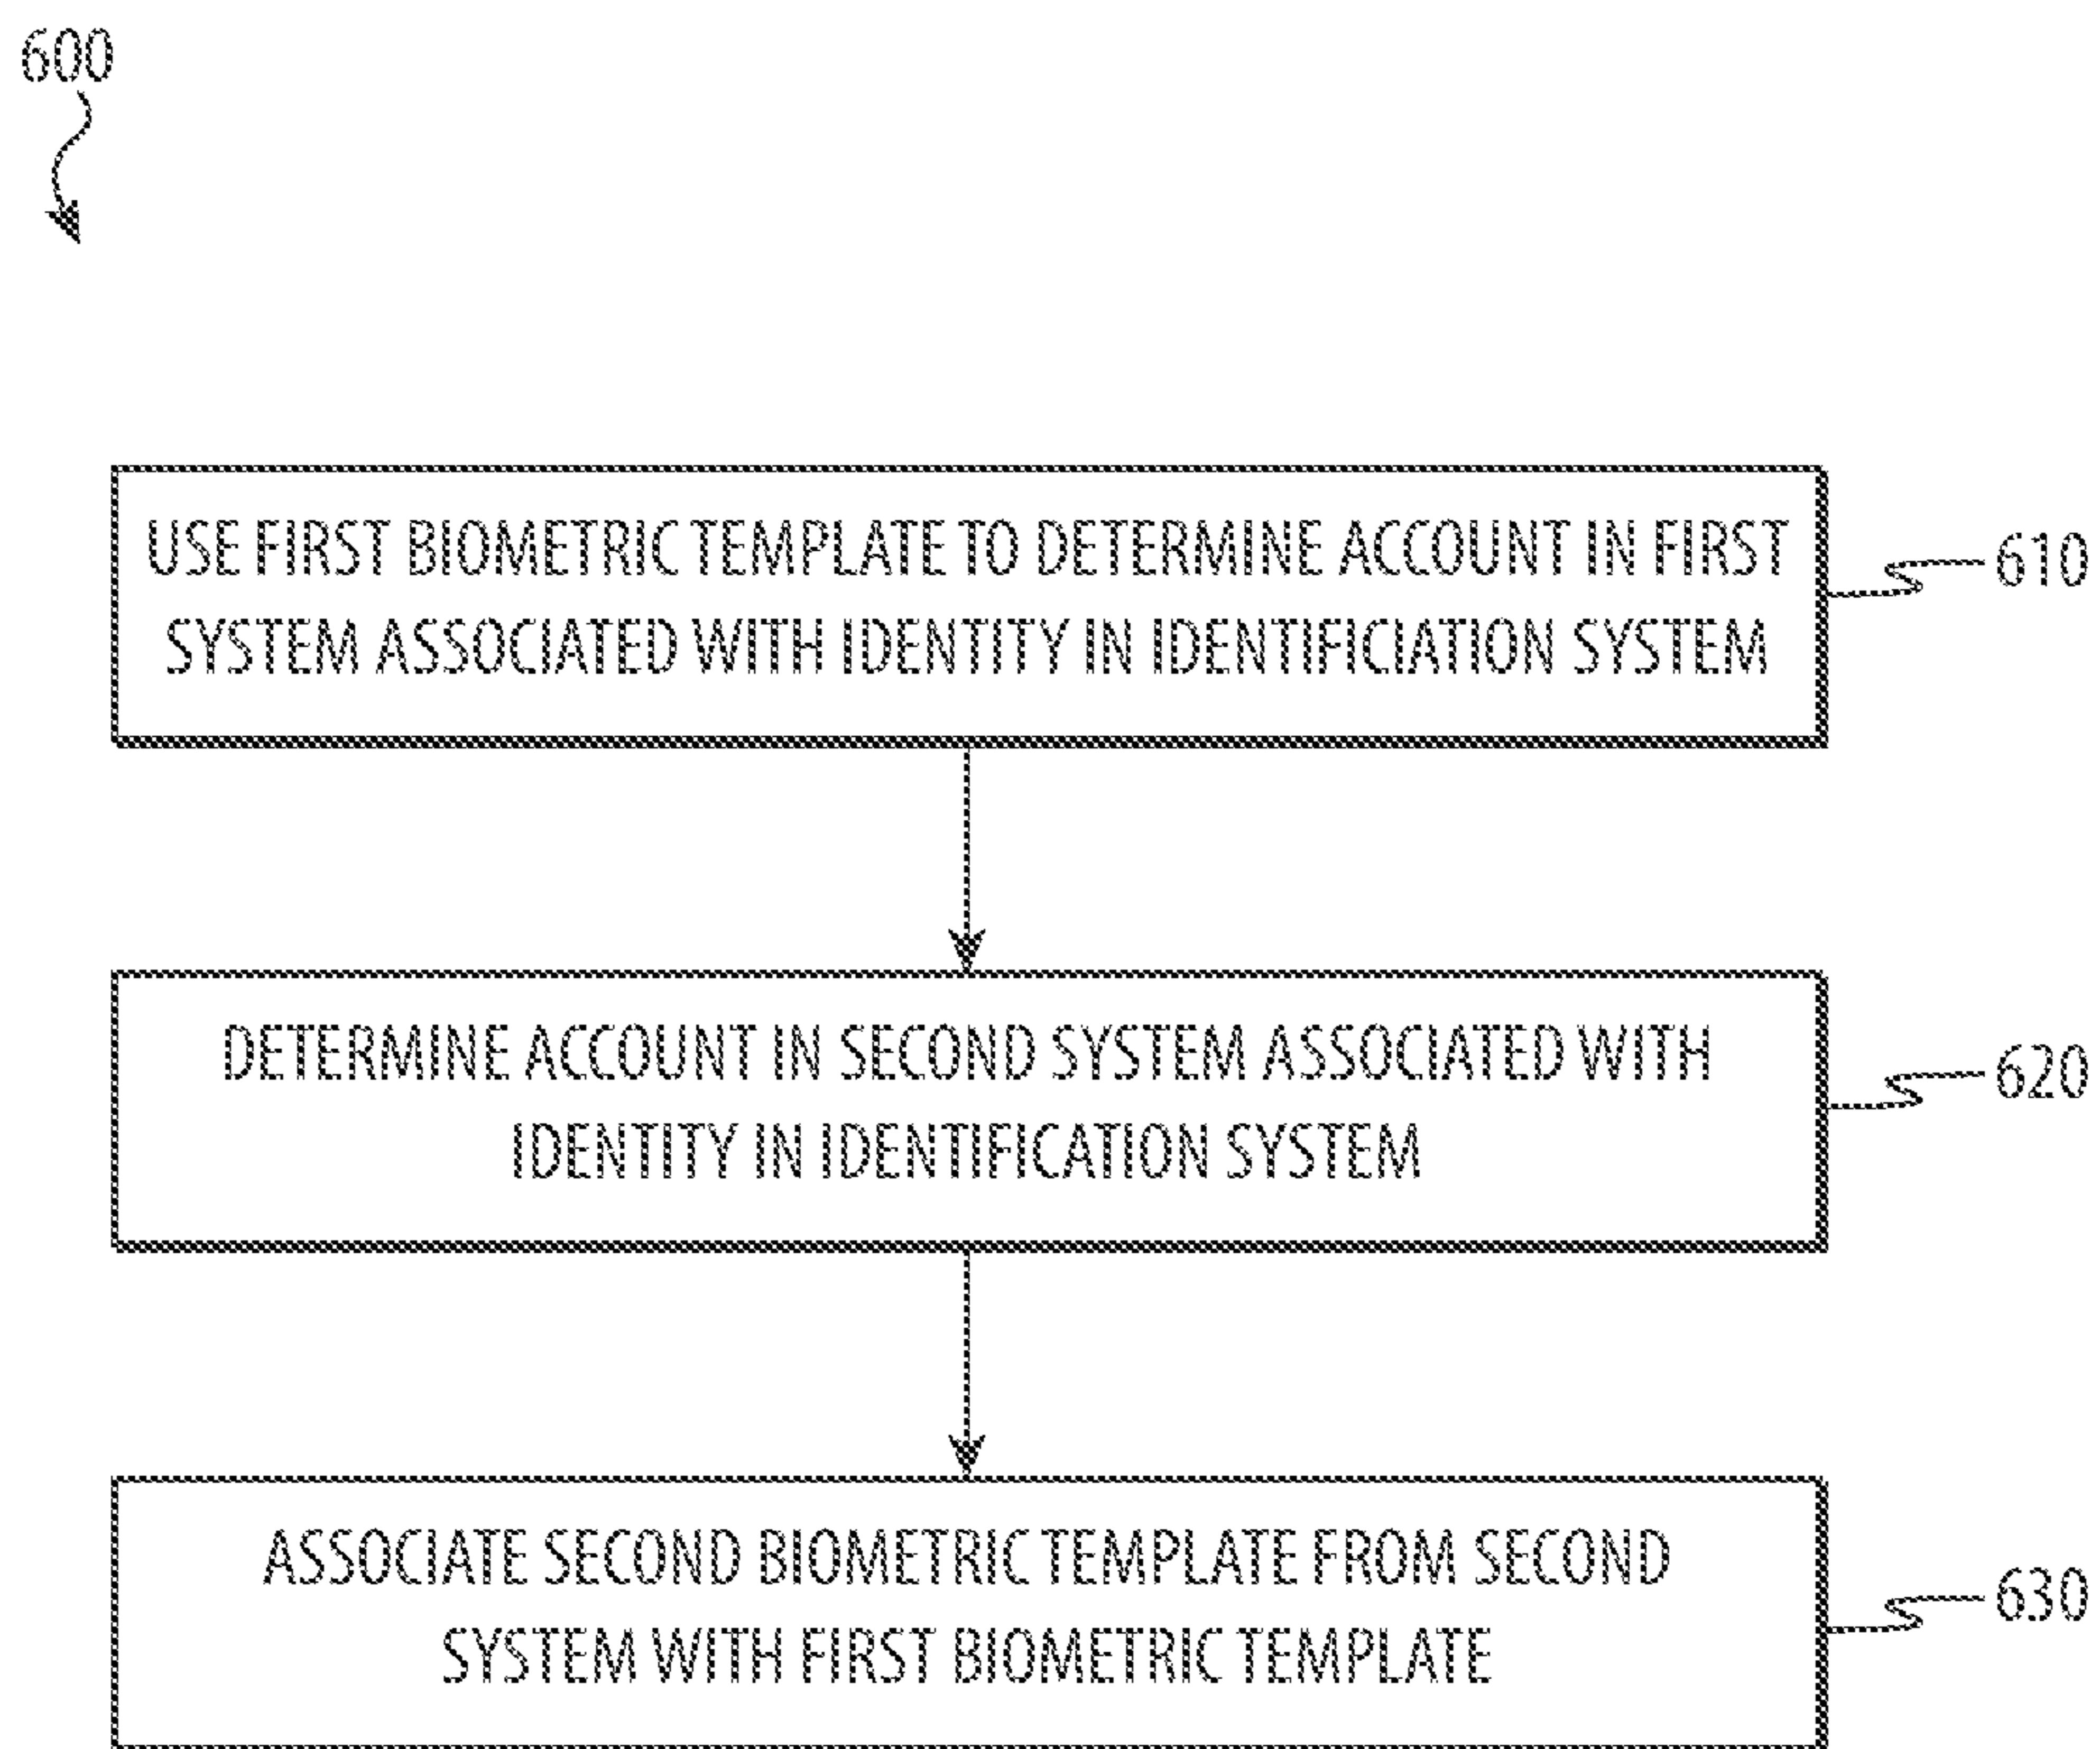 600
USE FIRST BIOMETRIC TEMPLATE TO DETERMINE ACCOUNT IN FIRST
SYSTEM ASSOCIATED WITH IDENTITY IN IDENTIFICIATION SYSTEM
610
DETERMINE ACCOUNT IN SECOND SYSTEM ASSOCIATED WITH
IDENTITY IN IDENTIFICATION SYSTEM
620
ASSOCIATE SECOND BIOMETRIC TEMPLATE FROM SECOND
SYSTEM WITH FIRST BIOMETRIC TEMPLATE
630